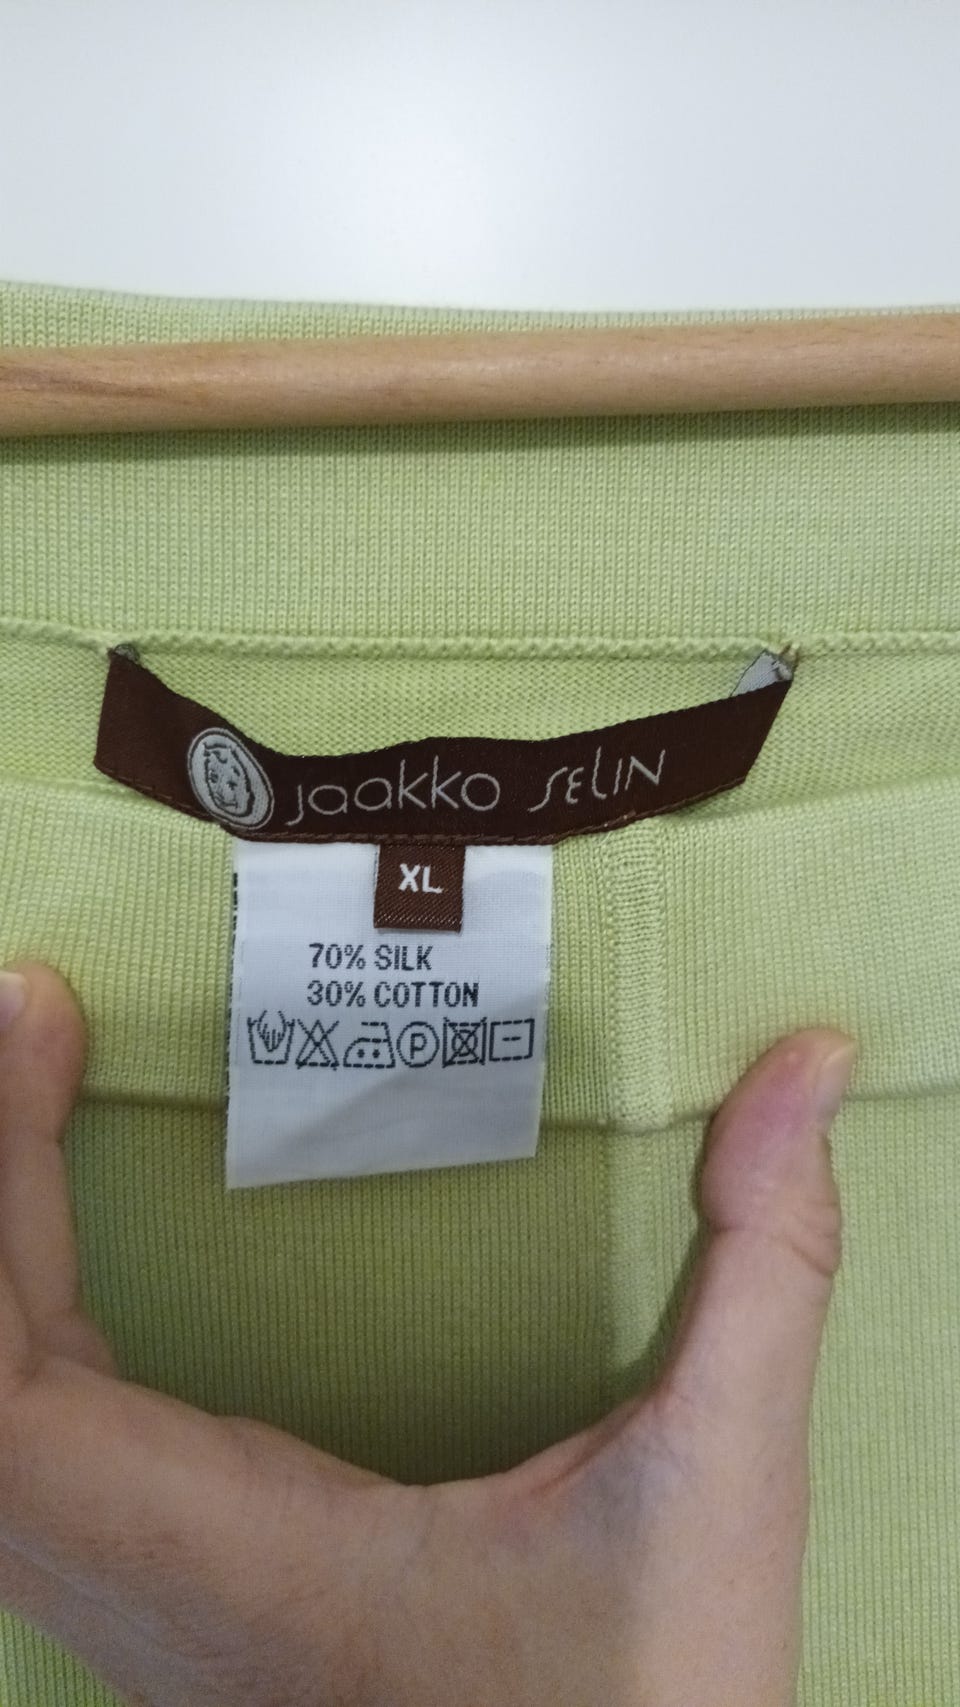 jaakko SELIN
XL
70% SILK
30% COTTON
P